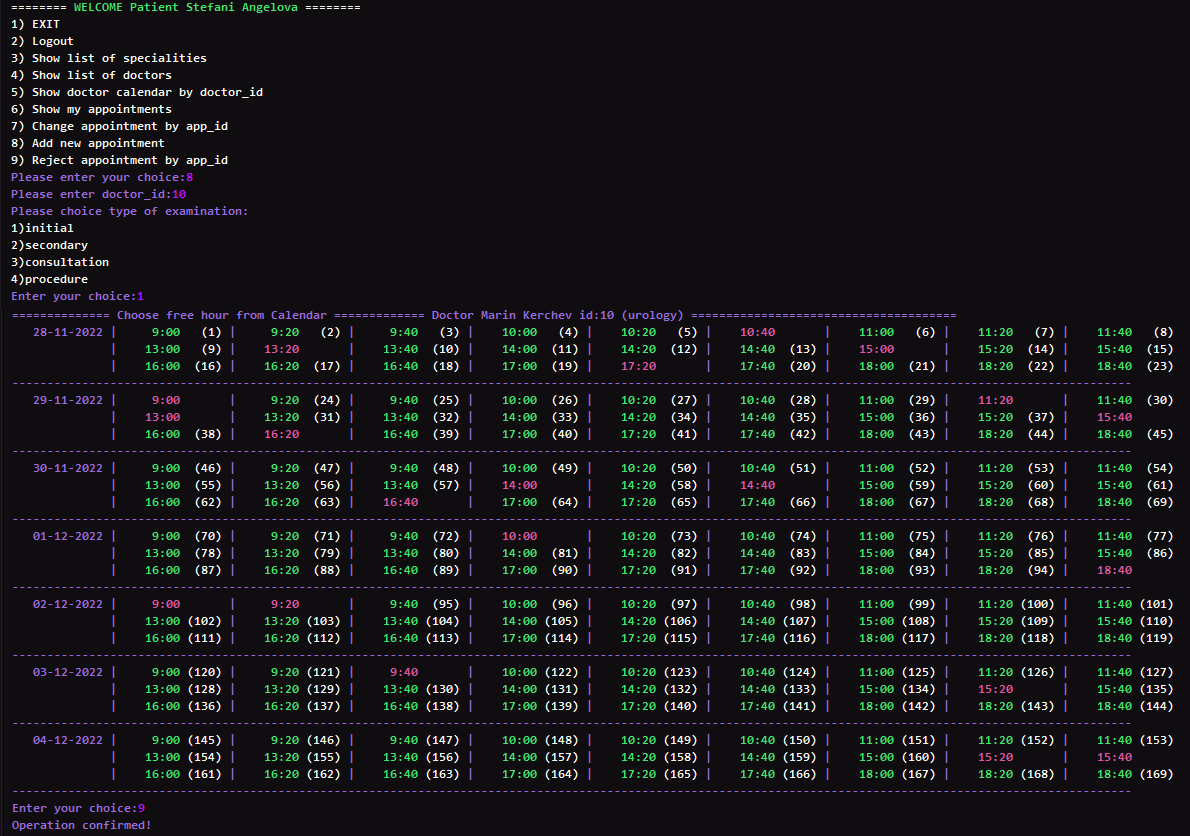 ======== WELCOME Patient Stefani Angelova ========
1) EXIT
2) Logout
3) Show list of specialities
4) Show list of doctors
5) Show doctor calendar by doctor_id
6) Show my appointments
7) Change appointment by app_id
8) Add new appointment
9) Reject appointment by app_id
Please enter your choice:8
Please enter doctor_id:10
Please choice type of examination:
1)initial
2)secondary
3)consultation
4)procedure
Enter your choice:1
============== Choose free hour from Calendar ============= Doctor Marin Kerchev id:10 (urology) ======================================
28-11-2022 | 9:00 (1) | 9:20 (2) | 9:40 (3) | 10:00 (4) | 10:20 (5) | 10:40 | 11:00 (6) | 11:20 (7) | 11:40 (8)
| 13:00 (9) | 13:20 | 13:40 (10) | 14:00 (11) | 14:20 (12) | 14:40 (13) | 15:00 | 15:20 (14) | 15:40 (15)
| 16:00 (16) | 16:20 (17) | 16:40 (18) | 17:00 (19) | 17:20 | 17:40 (20) | 18:00 (21) | 18:20 (22) | 18:40 (23)
29-11-2022 | 9:00 | 9:20 (24) | 9:40 (25) | 10:00 (26) | 10:20 (27) | 10:40 (28) | 11:00 (29) | 11:20 | 11:40 (30)
| 13:00 | 13:20 (31) | 13:40 (32) | 14:00 (33) | 14:20 (34) | 14:40 (35) | 15:00 (36) | 15:20 (37) | 15:40
| 16:00 (38) | 16:20 | 16:40 (39) | 17:00 (40) | 17:20 (41) | 17:40 (42) | 18:00 (43) | 18:20 (44) | 18:40 (45)
30-11-2022 | 9:00 (46) | 9:20 (47) | 9:40 (48) | 10:00 (49) | 10:20 (50) | 10:40 (51) | 11:00 (52) | 11:20 (53) | 11:40 (54)
| 13:00 (55) | 13:20 (56) | 13:40 (57) | 14:00 | 14:20 (58) | 14:40 | 15:00 (59) | 15:20 (60) | 15:40 (61)
| 16:00 (62) | 16:20 (63) | 16:40 | 17:00 (64) | 17:20 (65) | 17:40 (66) | 18:00 (67) | 18:20 (68) | 18:40 (69)
01-12-2022 | 9:00 (70) | 9:20 (71) | 9:40 (72) | 10:00 | 10:20 (73) | 10:40 (74) | 11:00 (75) | 11:20 (76) | 11:40 (77)
| 13:00 (78) | 13:20 (79) | 13:40 (80) | 14:00 (81) | 14:20 (82) | 14:40 (83) | 15:00 (84) | 15:20 (85) | 15:40 (86)
| 16:00 (87) | 16:20 (88) | 16:40 (89) | 17:00 (90) | 17:20 (91) | 17:40 (92) | 18:00 (93) | 18:20 (94) | 18:40
02-12-2022 | 9:00 | 9:20 | 9:40 (95) | 10:00 (96) | 10:20 (97) | 10:40 (98) | 11:00 (99) | 11:20 (100) | 11:40 (101)
| 13:00 (102) | 13:20 (103) | 13:40 (104) | 14:00 (105) | 14:20 (106) | 14:40 (107) | 15:00 (108) | 15:20 (109) | 15:40 (110)
| 16:00 (111) | 16:20 (112) | 16:40 (113) | 17:00 (114) | 17:20 (115) | 17:40 (116) | 18:00 (117) | 18:20 (118) | 18:40 (119)
03-12-2022 | 9:00 (120) | 9:20 (121) | 9:40 | 10:00 (122) | 10:20 (123) | 10:40 (124) | 11:00 (125) | 11:20 (126) | 11:40 (127)
| 13:00 (128) | 13:20 (129) | 13:40 (130) | 14:00 (131) | 14:20 (132) | 14:40 (133) | 15:00 (134) | 15:20 | 15:40 (135)
| 16:00 (136) | 16:20 (137) | 16:40 (138) | 17:00 (139) | 17:20 (140) | 17:40 (141) | 18:00 (142) | 18:20 (143) | 18:40 (144)
04-12-2022 | 9:00 (145) | 9:20 (146) | 9:40 (147) | 10:00 (148) | 10:20 (149) | 10:40 (150) | 11:00 (151) | 11:20 (152) | 11:40 (153)
| 13:00 (154) | 13:20 (155) | 13:40 (156) | 14:00 (157) | 14:20 (158) | 14:40 (159) | 15:00 (160) | 15:20 | 15:40
| 16:00 (161) | 16:20 (162) | 16:40 (163) | 17:00 (164) | 17:20 (165) | 17:40 (166) | 18:00 (167) | 18:20 (168) | 18:40 (169)
Enter your choice:9
Operation confirmed!